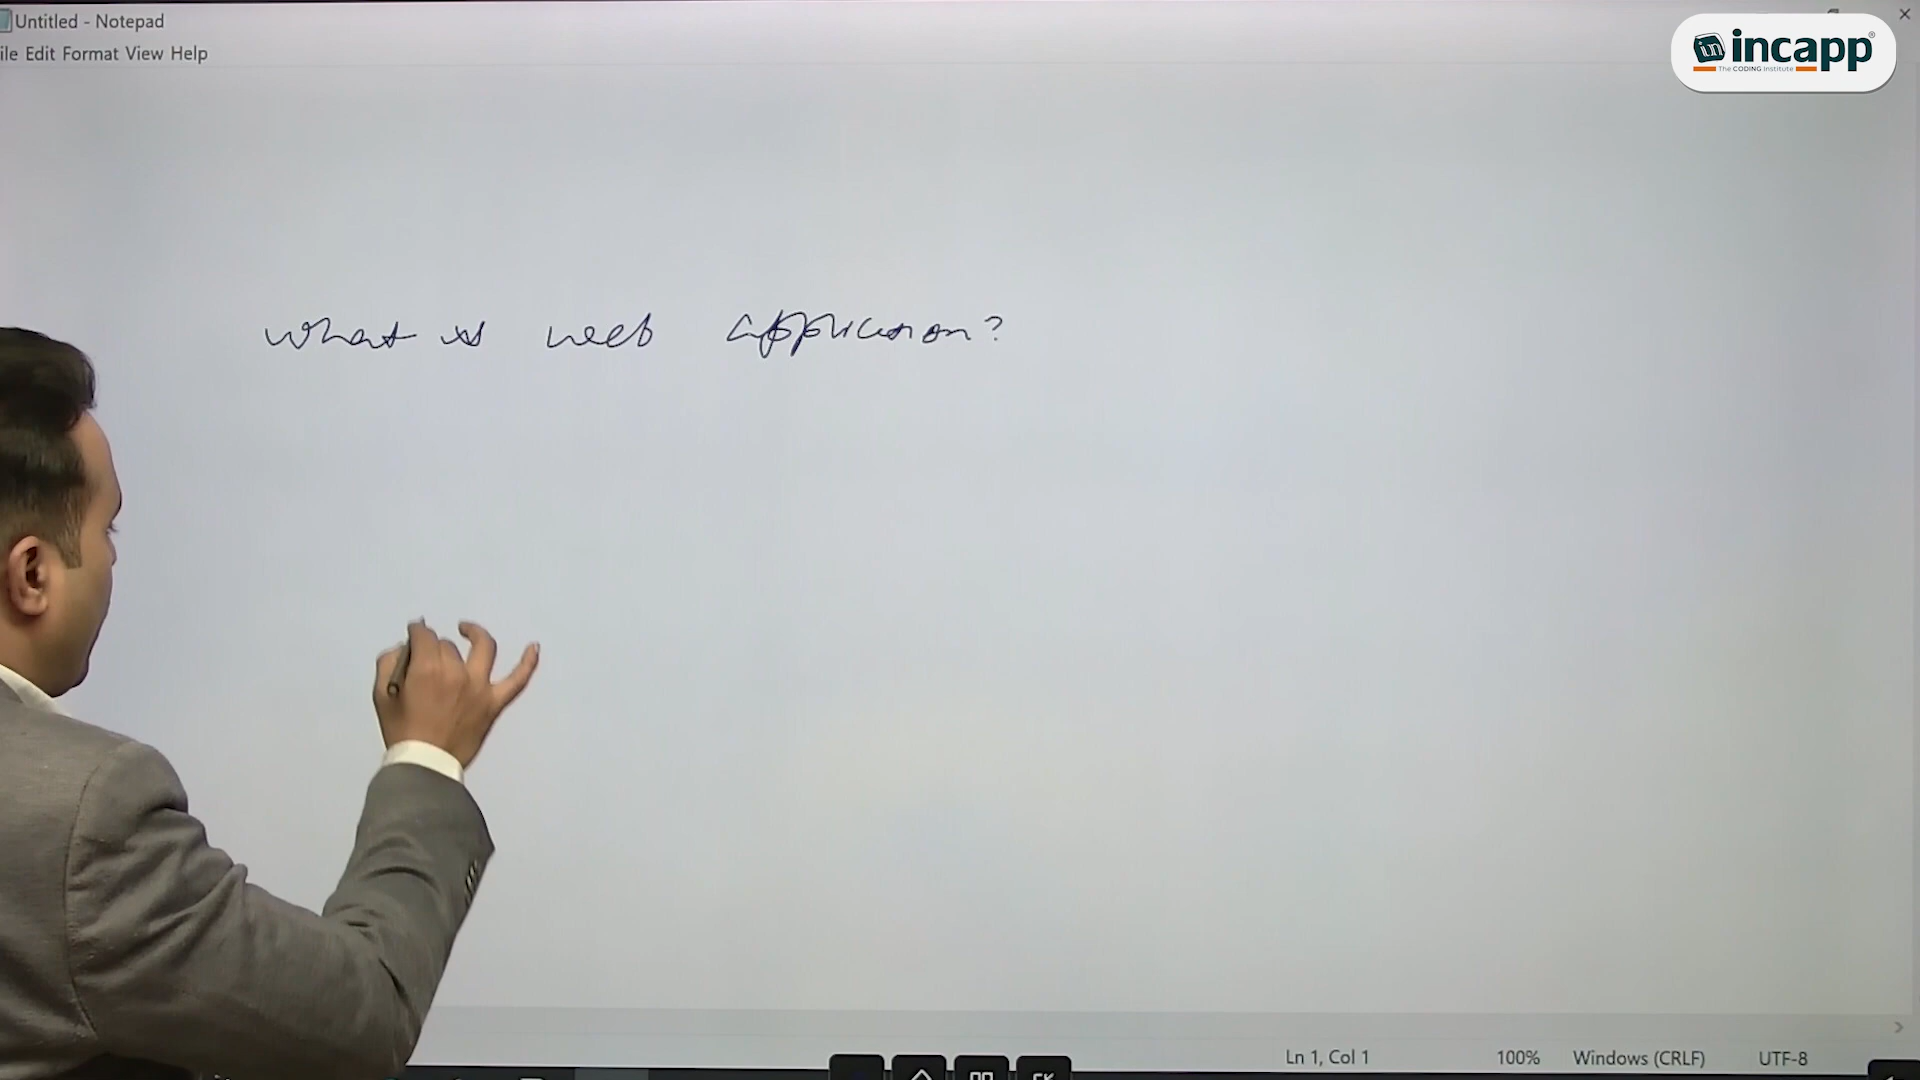 Untitled - Notepad
ile Edit Format View Help
in incapp®
The CODING Institute
what is web application?
Ln 1, Col 1 100% Windows (CRLF) UTF-8